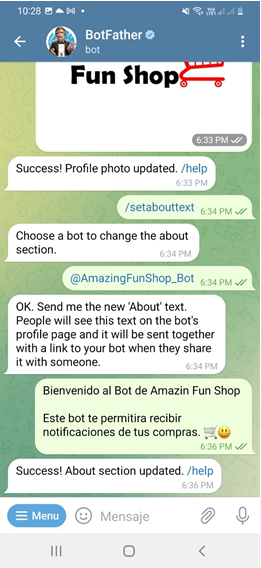 10:28
BotFather
bot
Fun Shop
6:33 PM
Success! Profile photo updated. /help
6:33 PM
/setabouttext
6:34 PM
Choose a bot to change the about
section.
6:34 PM
@AmazingFunShop_Bot
6:34 PM
OK. Send me the new 'About' text.
People will see this text on the bot's
profile page and it will be sent together
with a link to your bot when they share
it with someone.
6:34 PM
Bienvenido al Bot de Amazin Fun Shop
Este bot te permitira recibir
notificaciones de tus compras. 🛒😃
6:36 PM
Success! About section updated. /help
6:36 PM
Menu
Mensaje